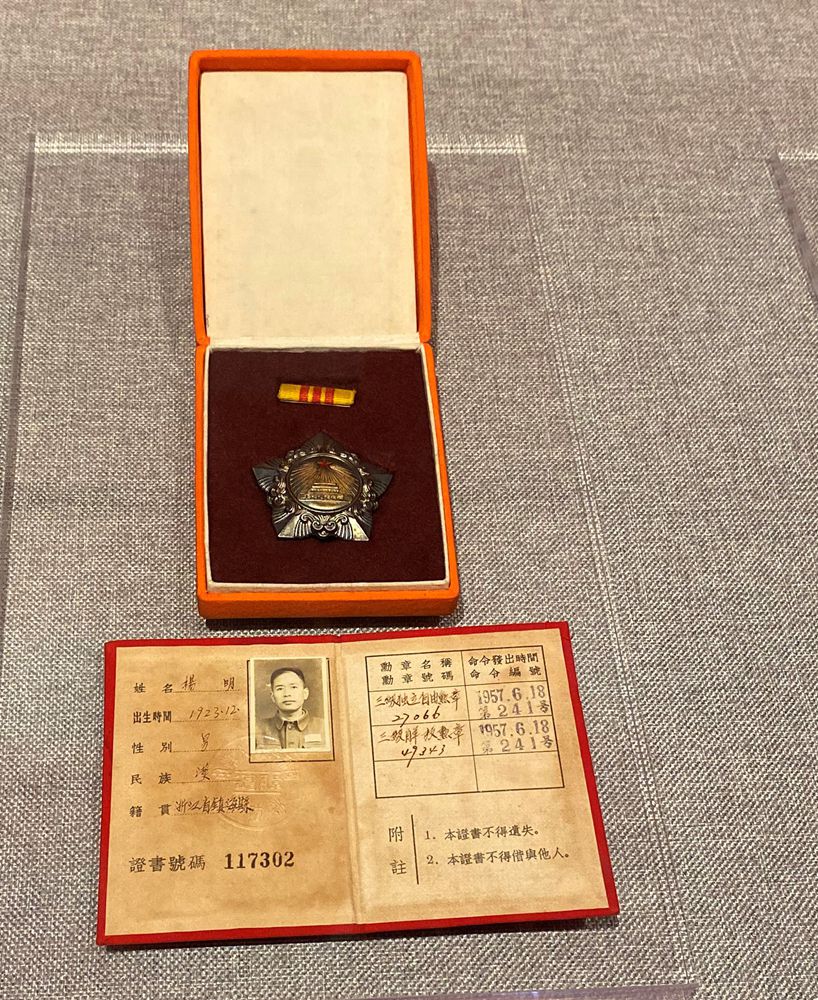 姓名 楊明
出生時間 1923.12
性別 男
民族 漢
籍貫 浙江省鎮海縣
證書號碼 117302
勳章名稱 命令發出時間
勳章號碼 命令編號
三級独立自由勳章 1957.6.18
27066 第241号
三級解放勳章 1957.6.18
49343 第241号
附註
1. 本證書不得遺失。
2. 本證書不得借與他人。